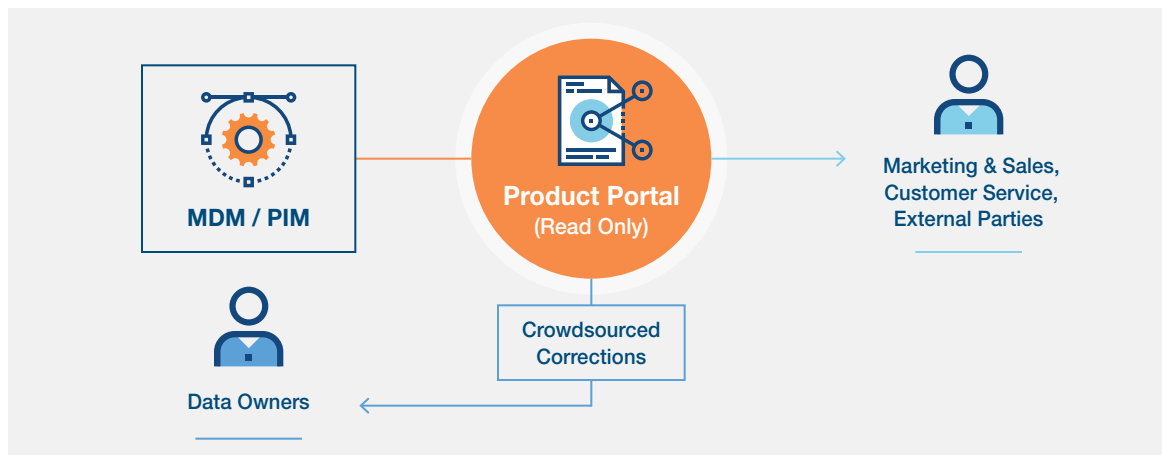 MDM / PIM
Product Portal
(Read Only)
Marketing & Sales,
Customer Service,
External Parties
Crowdsourced
Corrections
Data Owners